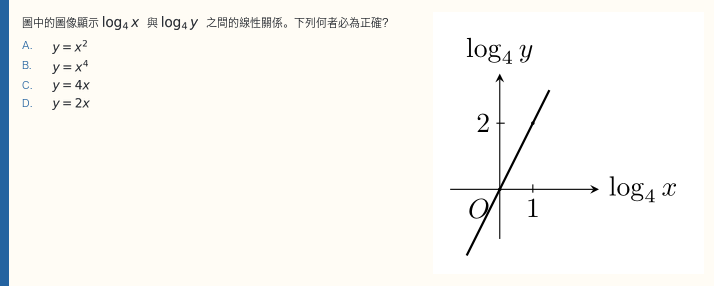 圖中的圖像顯示 log₄ x 與 log₄ y 之間的線性關係。下列何者必為正確?
A. y = x²
B. y = x⁴
C. y = 4x
D. y = 2x
log₄ y
2
log₄ x
O
1